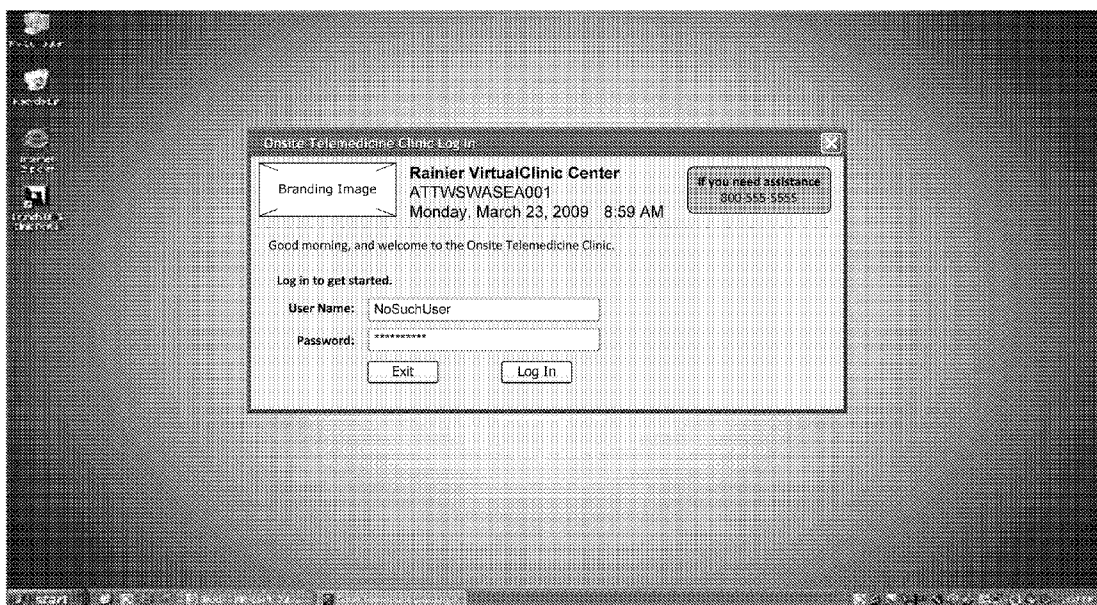 Onsite Telemedicine Clinic Log In
Branding Image
Rainier VirtualClinic Center
ATTWSWASEA001
Monday, March 23, 2009 8:59 AM
If you need assistance
800-555-5555
Good morning, and welcome to the Onsite Telemedicine Clinic.
Log in to get started.
User Name: NoSuchUser
Password: **********
Exit Log In
start